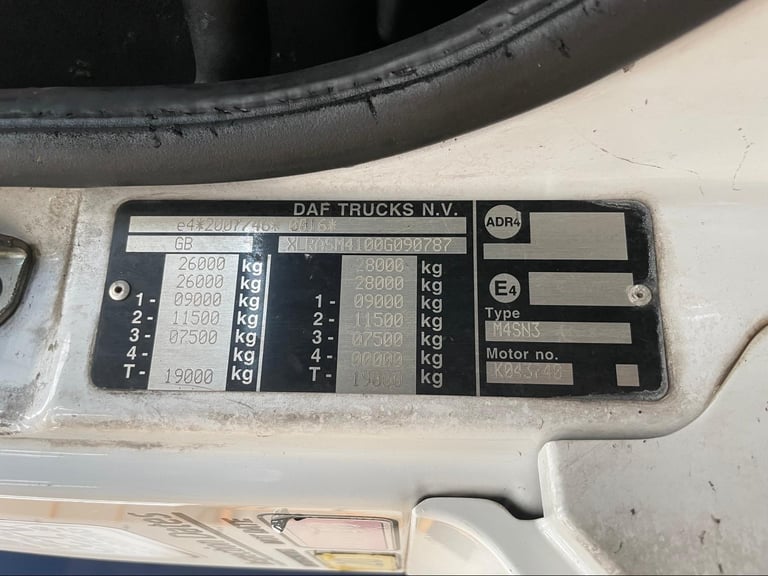 DAF TRUCKS N.V.
e4*2007/46* 0416*
GB XLRASM4100G090787
26000 kg 28000 kg
26000 kg 28000 kg
1- 09000 kg 1- 09000 kg
2- 11500 kg 2- 11500 kg
3- 07500 kg 3- 07500 kg
4- kg 4- 00000 kg
T- 19000 kg T- kg
ADR4
E4
Type
M4SN3
Motor no.